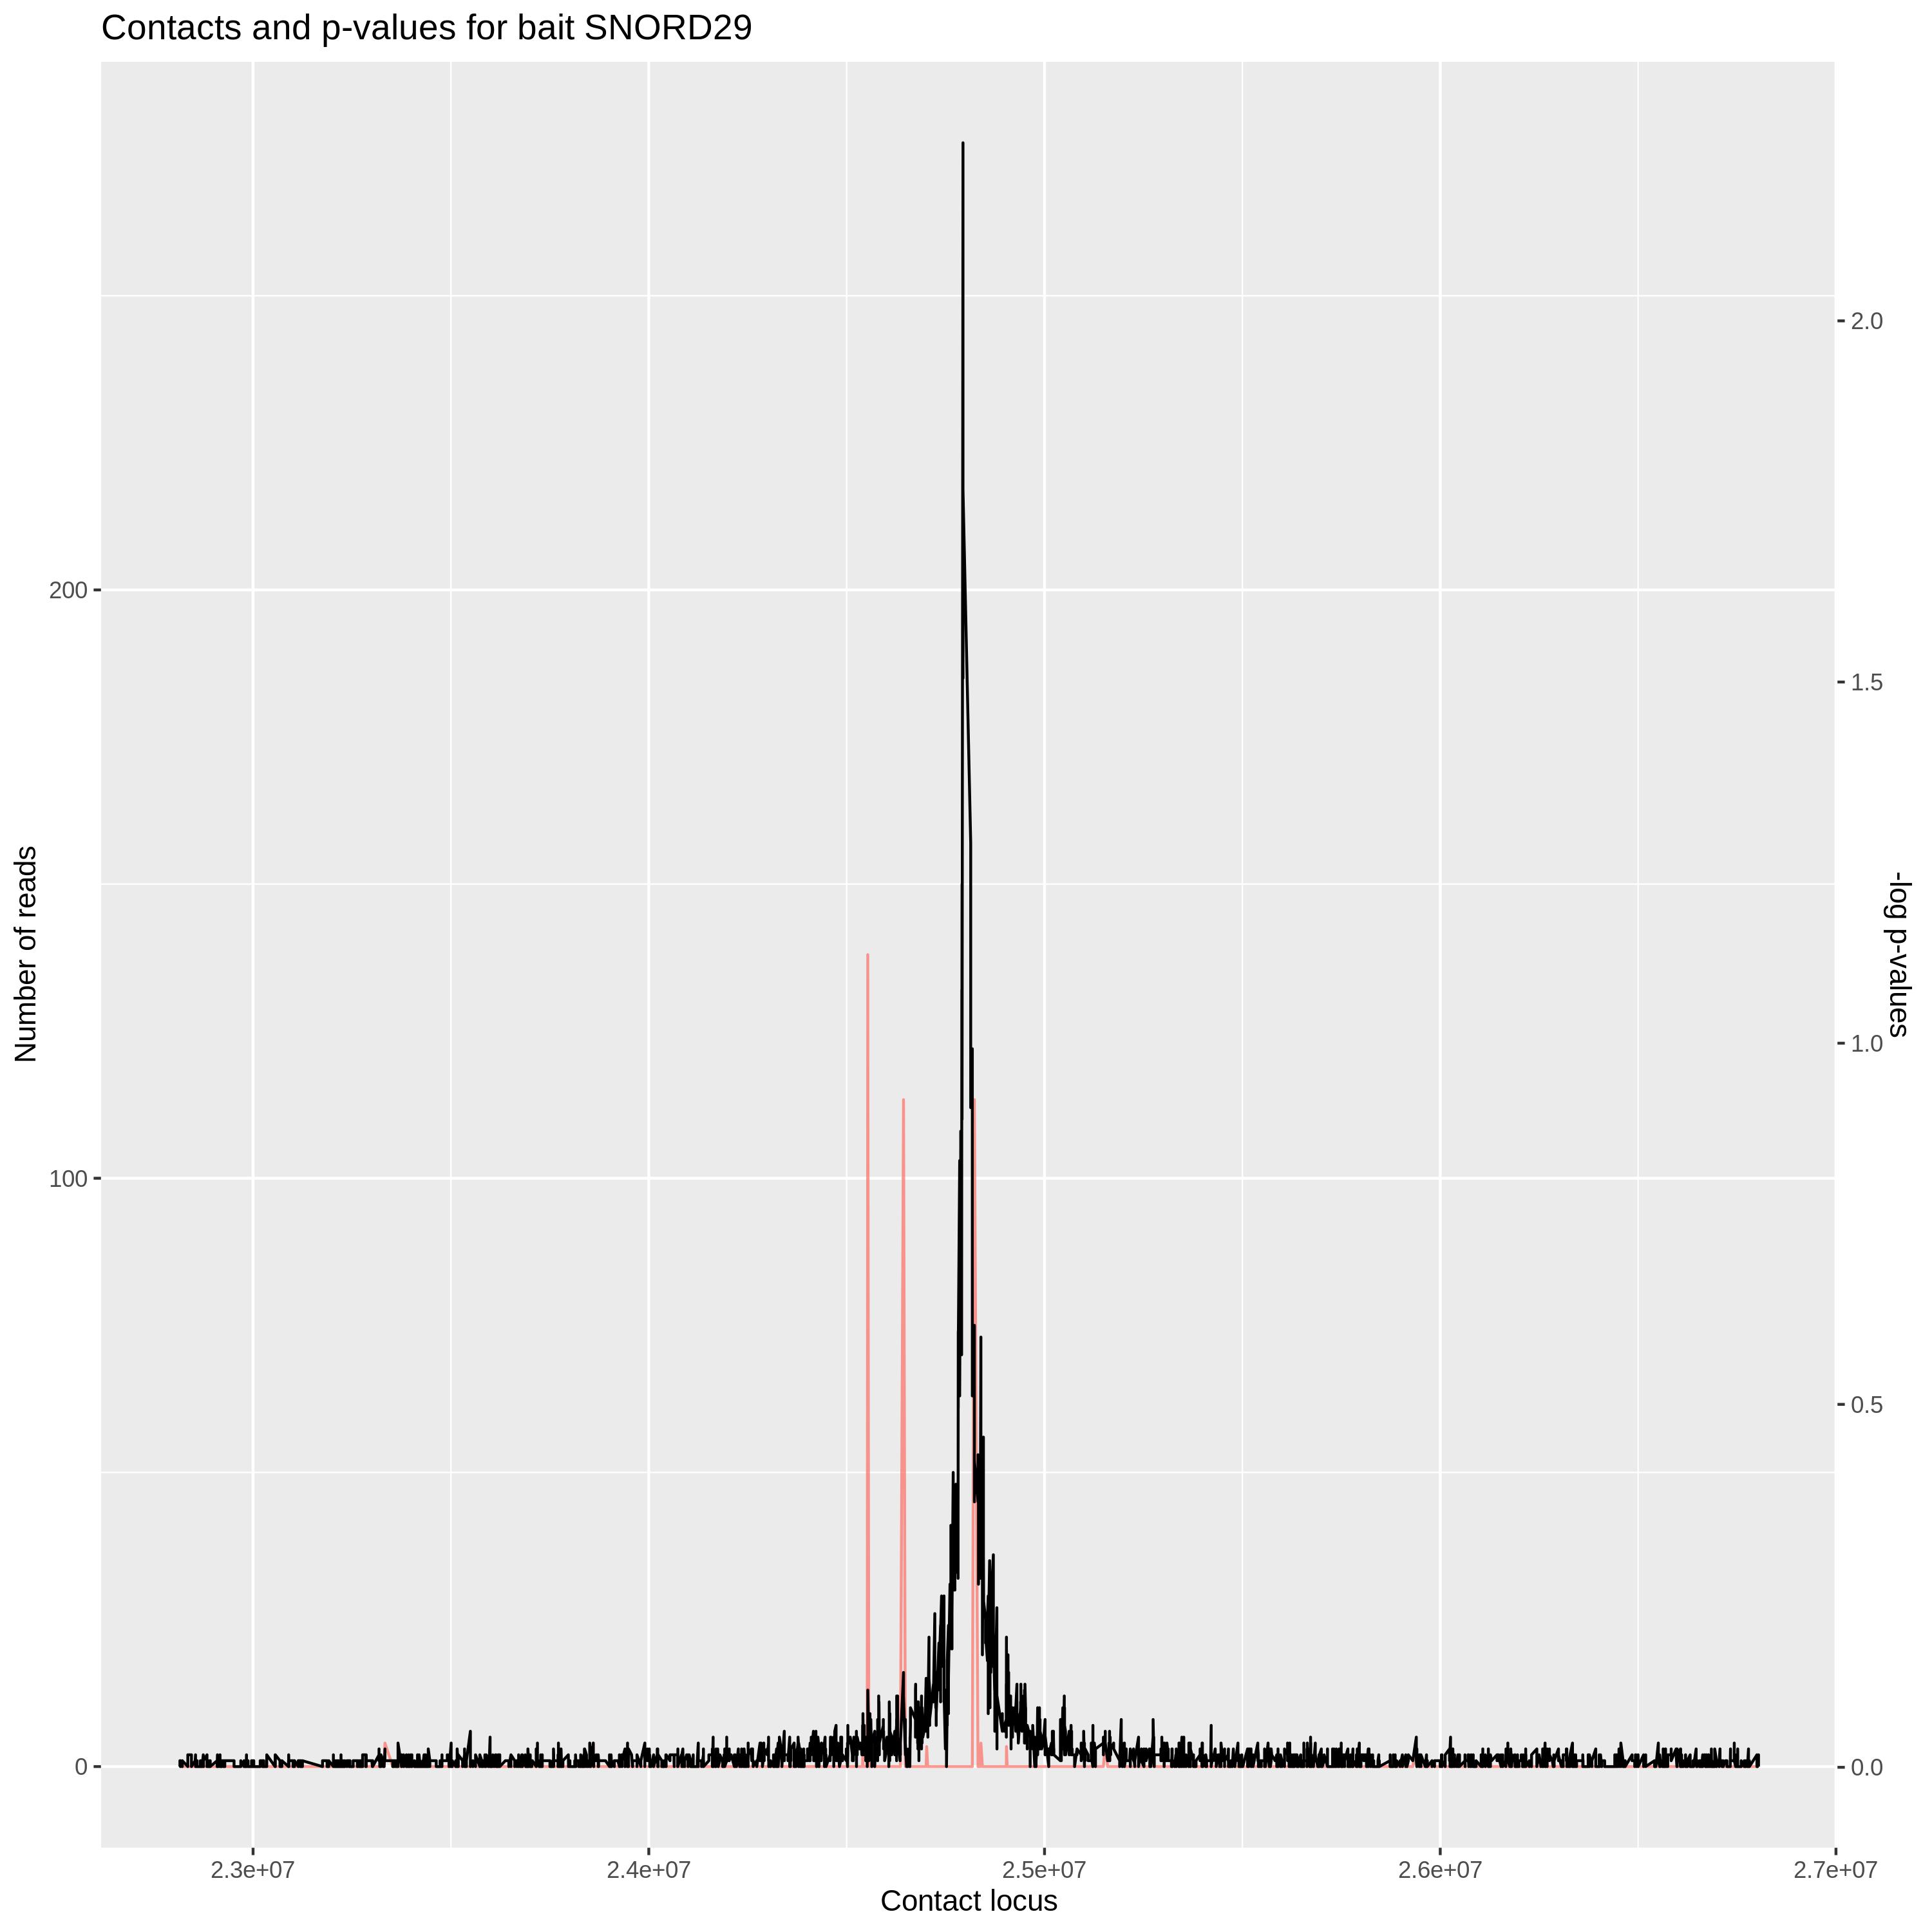 Contacts and p-values for bait SNORD29
Number of reads
200
100
0
2.0
1.5
1.0
0.5
0.0
-log p-values
2.3e+07
2.4e+07
2.5e+07
2.6e+07
2.7e+07
Contact locus